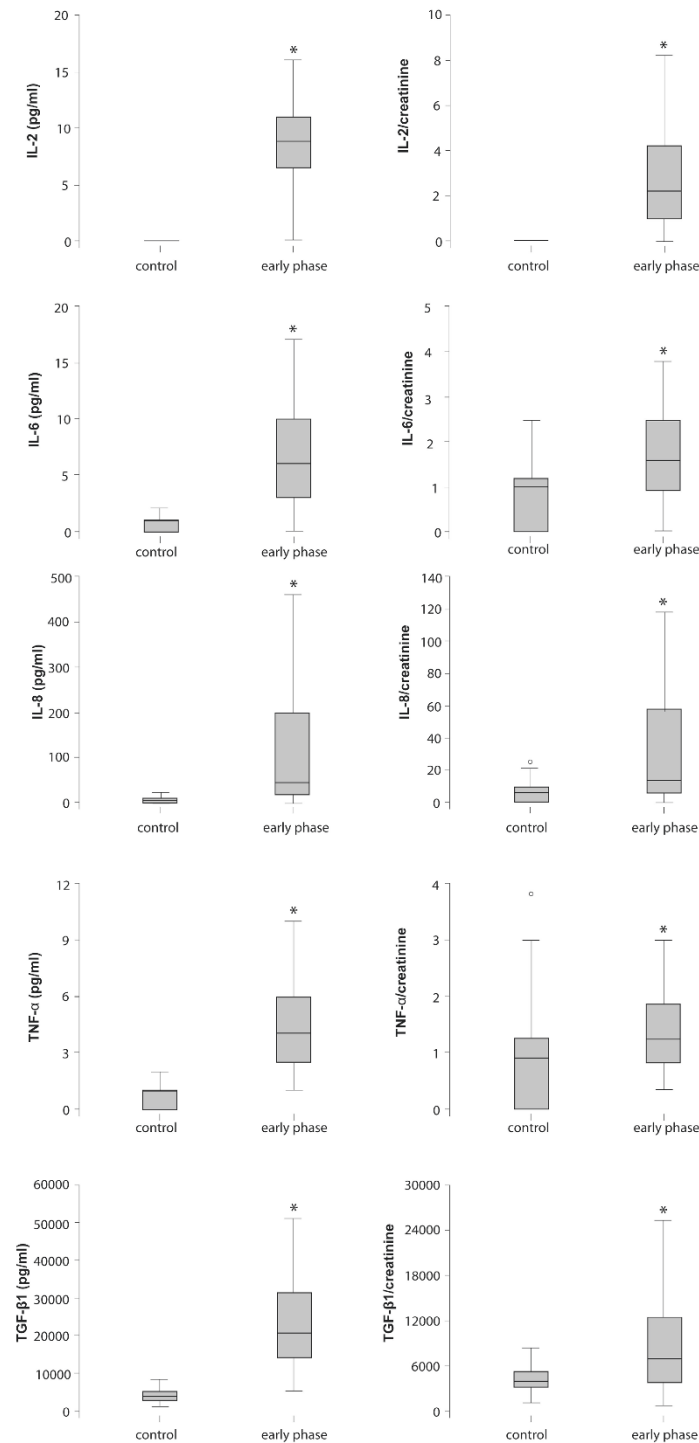 20
15
10
5
0
IL-2 (pg/ml)
*
control
early phase
10
8
6
4
2
0
IL-2/creatinine
*
control
early phase
20
15
10
5
0
IL-6 (pg/ml)
*
control
early phase
5
4
3
2
1
0
IL-6/creatinine
*
control
early phase
500
400
300
200
100
0
IL-8 (pg/ml)
*
control
early phase
140
120
100
80
60
40
20
0
IL-8/creatinine
*
control
early phase
12
9
6
3
0
TNF-α (pg/ml)
*
control
early phase
4
3
2
1
0
TNF-α/creatinine
*
control
early phase
60000
50000
40000
30000
20000
10000
0
TGF-β1 (pg/ml)
*
control
early phase
30000
24000
18000
12000
6000
0
TGF-β1/creatinine
*
control
early phase